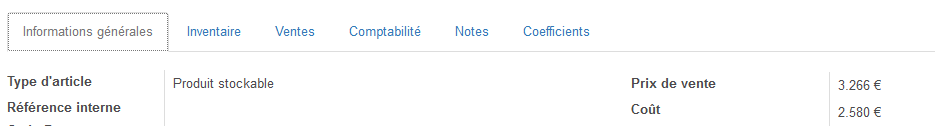 Informations générales Inventaire Ventes Comptabilité Notes Coefficients
Type d'article Produit stockable Prix de vente 3.266 €
Référence interne Coût 2.580 €